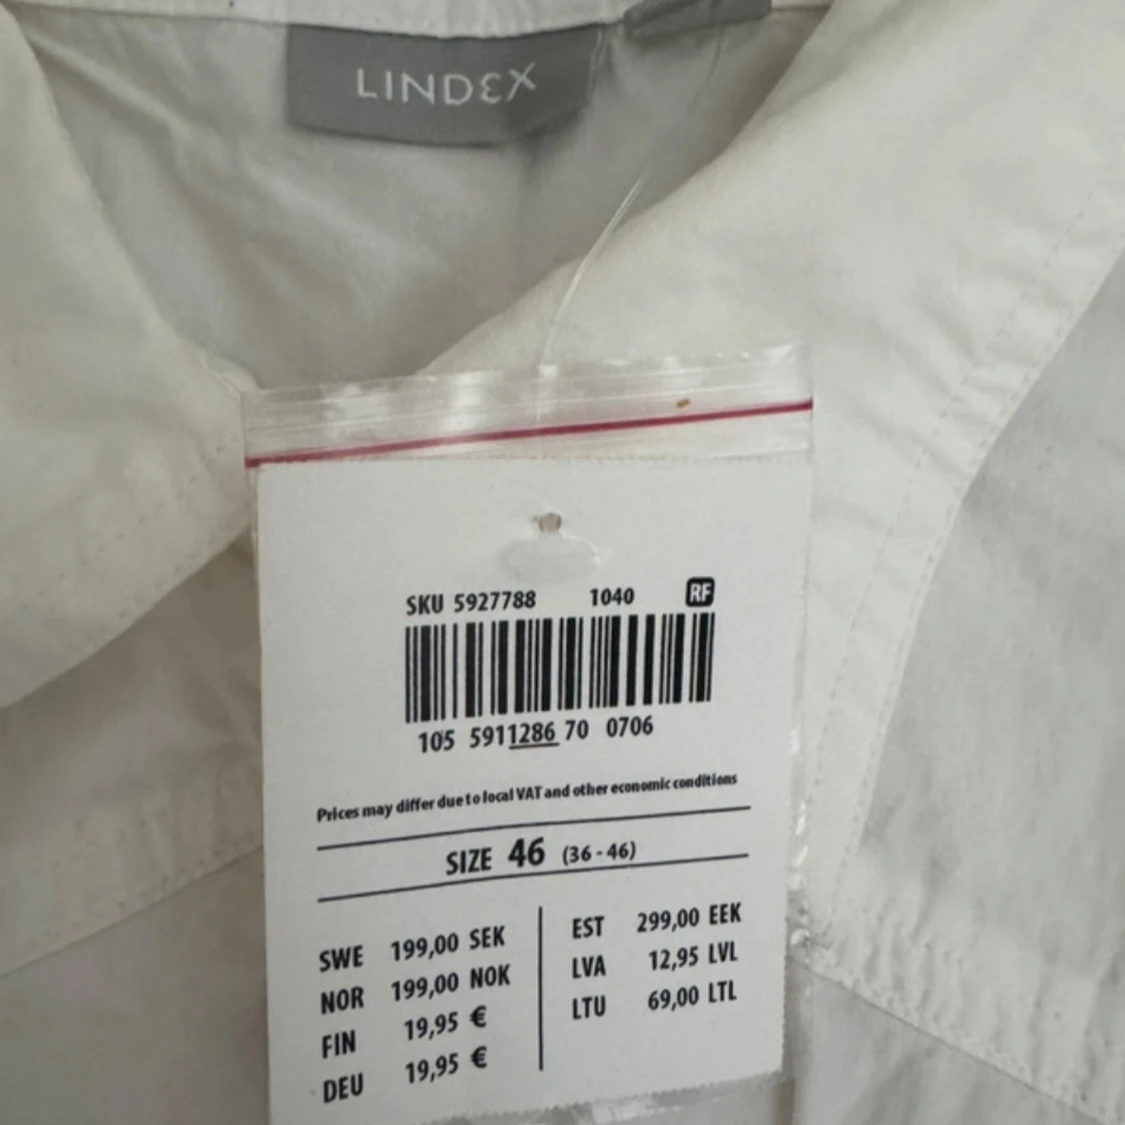 LINDEX
SKU 5927788 1040 RF
105 5911286 70 0706
Prices may differ due to local VAT and other economic conditions
SIZE 46 (36 - 46)
SWE 199,00 SEK
NOR 199,00 NOK
FIN 19,95 €
DEU 19,95 €
EST 299,00 EEK
LVA 12,95 LVL
LTU 69,00 LTL